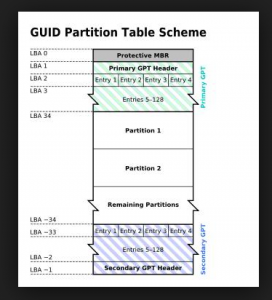 GUID Partition Table Scheme
LBA 0
Protective MBR
LBA 1
Primary GPT Header
LBA 2
Entry 1 Entry 2 Entry 3 Entry 4
LBA 3
Entries 5–128
Primary GPT
LBA 34
Partition 1
Partition 2
Remaining Partitions
LBA −34
LBA −33
Entry 1 Entry 2 Entry 3 Entry 4
Entries 5–128
LBA −2
LBA −1
Secondary GPT Header
Secondary GPT